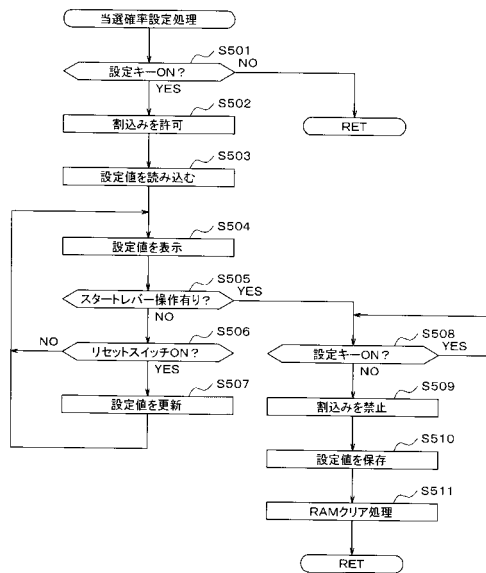 当選確率設定処理
S501
設定キーON?
NO
YES
S502
割込みを許可
RET
S503
設定値を読み込む
S504
設定値を表示
S505
スタートレバー操作有り?
YES
NO
S506
NO
リセットスイッチON?
YES
S507
設定値を更新
S508
設定キーON?
YES
NO
S509
割込みを禁止
S510
設定値を保存
S511
RAMクリア処理
RET